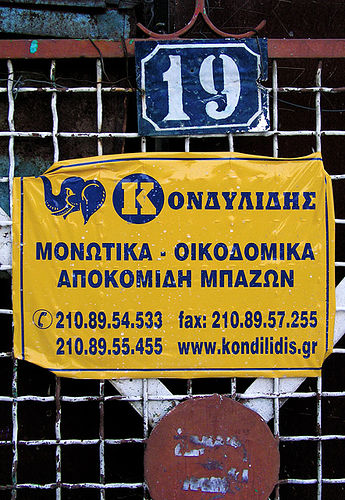 19
ΚΟΝΔΥΛΙΔΗΣ
ΜΟΝΩΤΙΚΑ - ΟΙΚΟΔΟΜΙΚΑ
ΑΠΟΚΟΜΙΔΗ ΜΠΑΖΩΝ
210.89.54.533 fax: 210.89.57.255
210.89.55.455 www.kondilidis.gr